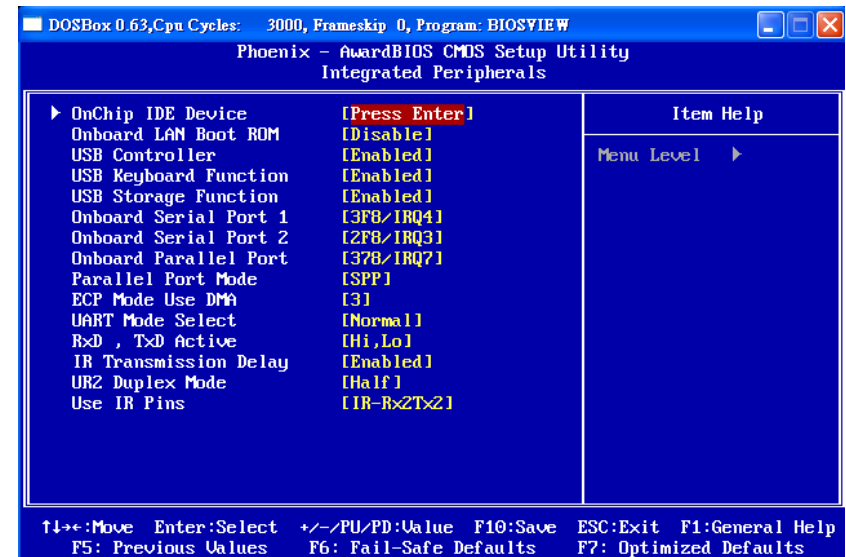 DOSBox 0.63,Cpu Cycles: 3000, Frameskip 0, Program: BIOSVIEW
Phoenix - AwardBIOS CMOS Setup Utility
Integrated Peripherals
▶ OnChip IDE Device [Press Enter]
Onboard LAN Boot ROM [Disable]
USB Controller [Enabled]
USB Keyboard Function [Enabled]
USB Storage Function [Enabled]
Onboard Serial Port 1 [3F8/IRQ4]
Onboard Serial Port 2 [2F8/IRQ3]
Onboard Parallel Port [378/IRQ7]
Parallel Port Mode [SPP]
ECP Mode Use DMA [3]
UART Mode Select [Normal]
RxD , TxD Active [Hi,Lo]
IR Transmission Delay [Enabled]
UR2 Duplex Mode [Half]
Use IR Pins [IR-Rx2Tx2]
Item Help
Menu Level ▶
↑↓→←:Move Enter:Select +/-/PU/PD:Value F10:Save ESC:Exit F1:General Help
F5: Previous Values F6: Fail-Safe Defaults F7: Optimized Defaults